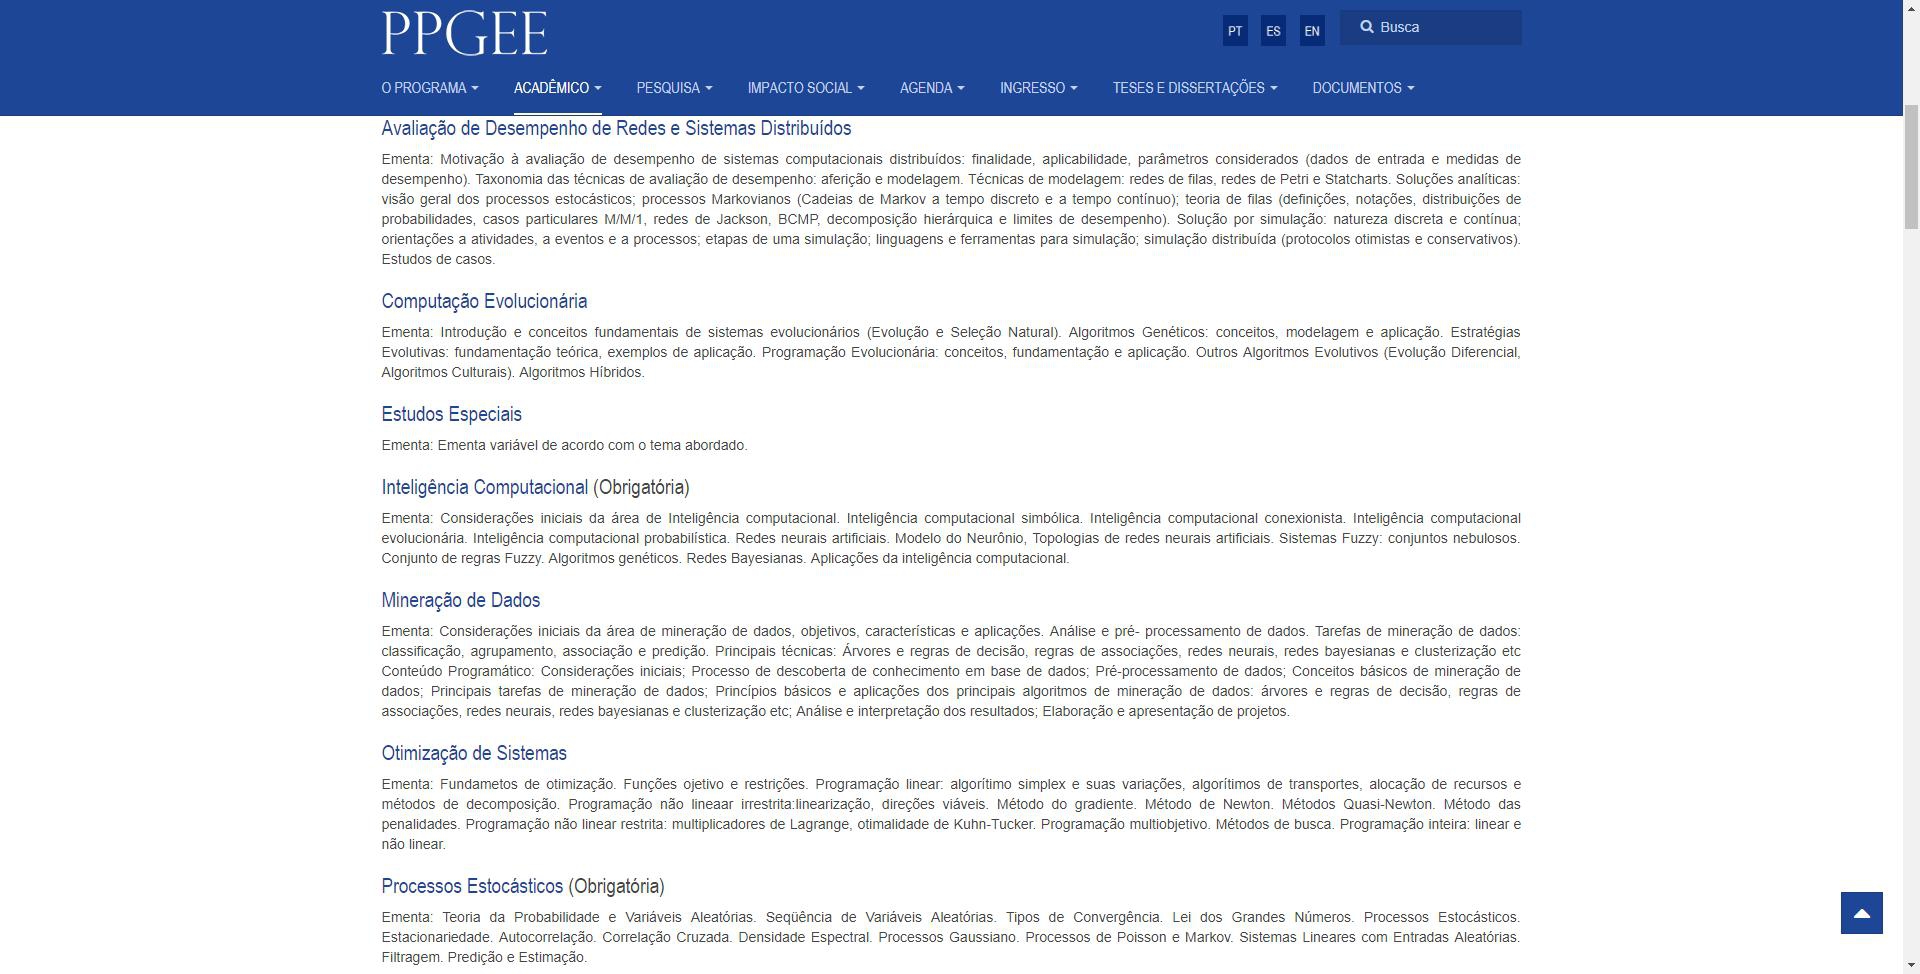 PPGEE
PT ES EN Busca
O PROGRAMA ACADÊMICO PESQUISA IMPACTO SOCIAL AGENDA INGRESSO TESES E DISSERTAÇÕES DOCUMENTOS
Avaliação de Desempenho de Redes e Sistemas Distribuídos
Ementa: Motivação à avaliação de desempenho de sistemas computacionais distribuídos: finalidade, aplicabilidade, parâmetros considerados (dados de entrada e medidas de
desempenho). Taxonomia das técnicas de avaliação de desempenho: aferição e modelagem. Técnicas de modelagem: redes de filas, redes de Petri e Statcharts. Soluções analíticas:
visão geral dos processos estocásticos; processos Markovianos (Cadeias de Markov a tempo discreto e a tempo contínuo); teoria de filas (definições, notações, distribuições de
probabilidades, casos particulares M/M/1, redes de Jackson, BCMP, decomposição hierárquica e limites de desempenho). Solução por simulação: natureza discreta e contínua;
orientações a atividades, a eventos e a processos; etapas de uma simulação; linguagens e ferramentas para simulação; simulação distribuída (protocolos otimistas e conservativos).
Estudos de casos.
Computação Evolucionária
Ementa: Introdução e conceitos fundamentais de sistemas evolucionários (Evolução e Seleção Natural). Algoritmos Genéticos: conceitos, modelagem e aplicação. Estratégias
Evolutivas: fundamentação teórica, exemplos de aplicação. Programação Evolucionária: conceitos, fundamentação e aplicação. Outros Algoritmos Evolutivos (Evolução Diferencial,
Algoritmos Culturais). Algoritmos Híbridos.
Estudos Especiais
Ementa: Ementa variável de acordo com o tema abordado.
Inteligência Computacional (Obrigatória)
Ementa: Considerações iniciais da área de Inteligência computacional. Inteligência computacional simbólica. Inteligência computacional conexionista. Inteligência computacional
evolucionária. Inteligência computacional probabilística. Redes neurais artificiais. Modelo do Neurônio, Topologias de redes neurais artificiais. Sistemas Fuzzy: conjuntos nebulosos.
Conjunto de regras Fuzzy. Algoritmos genéticos. Redes Bayesianas. Aplicações da inteligência computacional.
Mineração de Dados
Ementa: Considerações iniciais da área de mineração de dados, objetivos, características e aplicações. Análise e pré- processamento de dados. Tarefas de mineração de dados:
classificação, agrupamento, associação e predição. Principais técnicas: Árvores e regras de decisão, regras de associações, redes neurais, redes bayesianas e clusterização etc
Conteúdo Programático: Considerações iniciais; Processo de descoberta de conhecimento em base de dados; Pré-processamento de dados; Conceitos básicos de mineração de
dados; Principais tarefas de mineração de dados; Princípios básicos e aplicações dos principais algoritmos de mineração de dados: árvores e regras de decisão, regras de
associações, redes neurais, redes bayesianas e clusterização etc; Análise e interpretação dos resultados; Elaboração e apresentação de projetos.
Otimização de Sistemas
Ementa: Fundametos de otimização. Funções ojetivo e restrições. Programação linear: algorítimo simplex e suas variações, algorítimos de transportes, alocação de recursos e
métodos de decomposição. Programação não lineaar irrestrita:linearização, direções viáveis. Método do gradiente. Método de Newton. Métodos Quasi-Newton. Método das
penalidades. Programação não linear restrita: multiplicadores de Lagrange, otimalidade de Kuhn-Tucker. Programação multiobjetivo. Métodos de busca. Programação inteira: linear e
não linear.
Processos Estocásticos (Obrigatória)
Ementa: Teoria da Probabilidade e Variáveis Aleatórias. Seqüência de Variáveis Aleatórias. Tipos de Convergência. Lei dos Grandes Números. Processos Estocásticos.
Estacionariedade. Autocorrelação. Correlação Cruzada. Densidade Espectral. Processos Gaussiano. Processos de Poisson e Markov. Sistemas Lineares com Entradas Aleatórias.
Filtragem. Predição e Estimação.